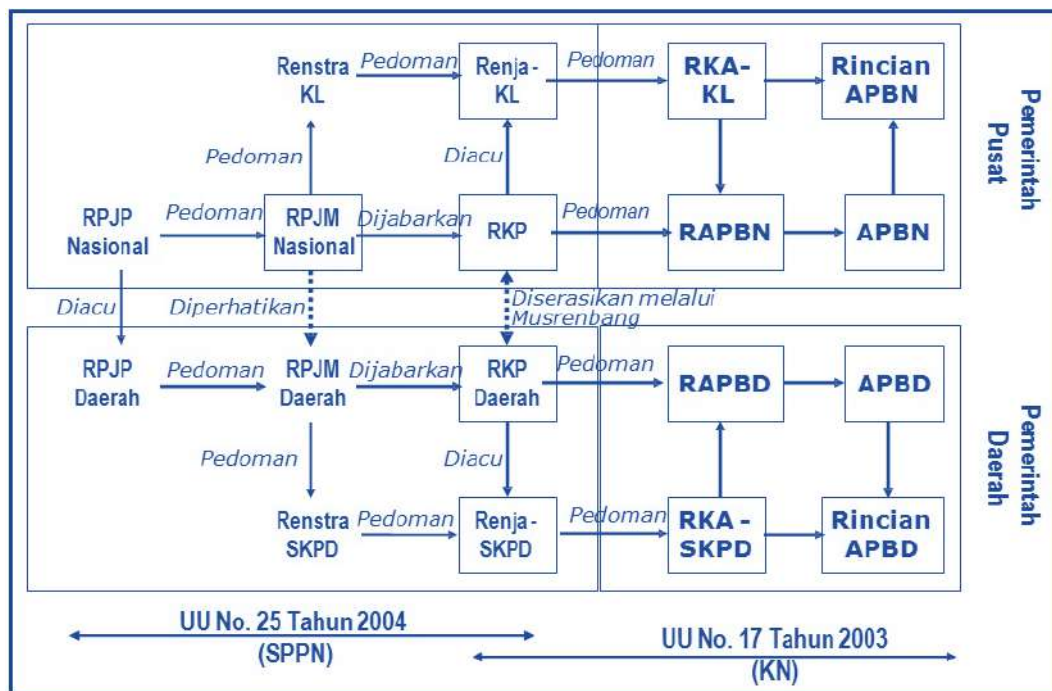 Renstra
KL
Pedoman
Renja-
KL
Pedoman
RKA-
KL
Rincian
APBN
Pedoman
Diacu
RPJP
Nasional
Pedoman
RPJM
Nasional
Dijabarkan
RKP
Pedoman
RAPBN
APBN
Pemerintah
Pusat
Diacu
Diperhatikan
Diserasikan melalui
Musrenbang
RPJP
Daerah
Pedoman
RPJM
Daerah
Dijabarkan
RKP
Daerah
Pedoman
RAPBD
APBD
Pedoman
Diacu
Renstra
SKPD
Pedoman
Renja-
SKPD
Pedoman
RKA -
SKPD
Rincian
APBD
Pemerintah
Daerah
UU No. 25 Tahun 2004
(SPPN)
UU No. 17 Tahun 2003
(KN)